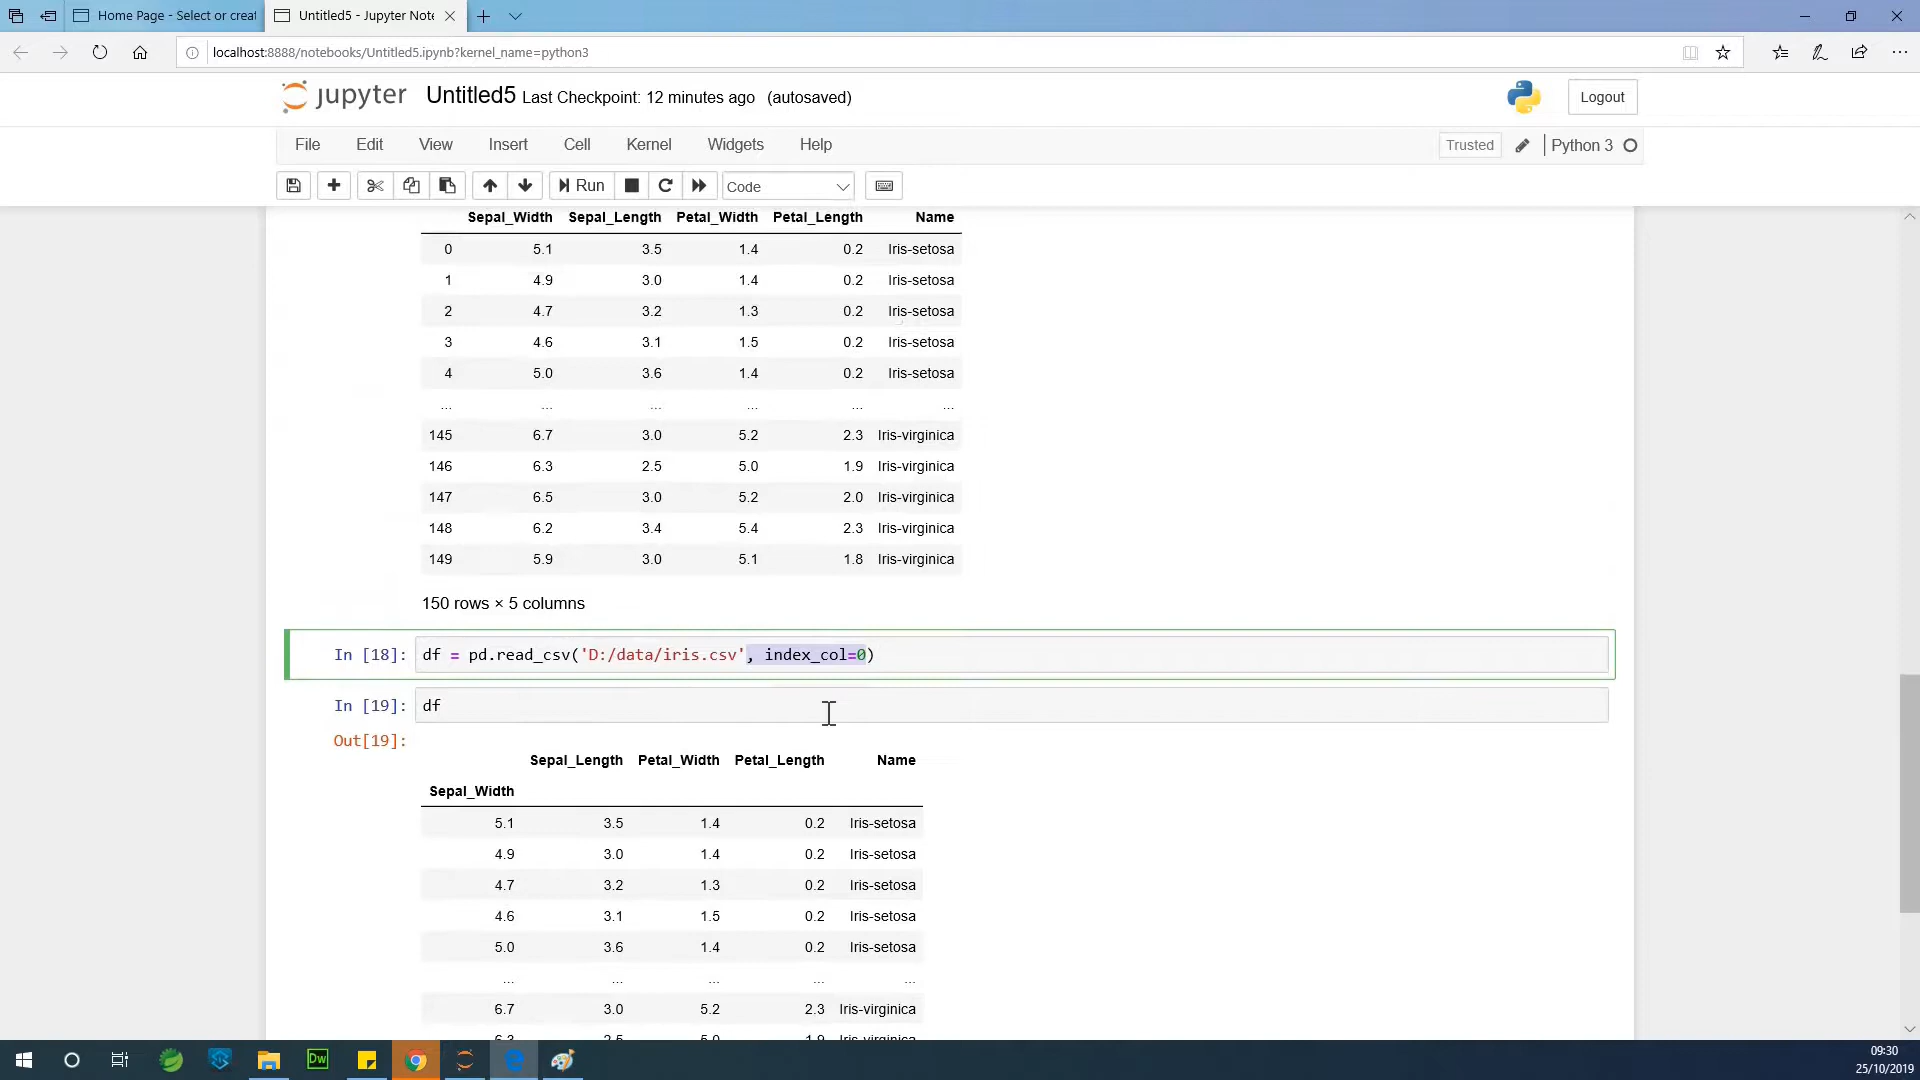 Home Page - Select or creat
Untitled5 - Jupyter Note
localhost:8888/notebooks/Untitled5.ipynb?kernel_name=python3
jupyter Untitled5 Last Checkpoint: 12 minutes ago (autosaved)
Logout
File Edit View Insert Cell Kernel Widgets Help
Trusted Python 3
Run Code
Sepal_Width Sepal_Length Petal_Width Petal_Length Name
0 5.1 3.5 1.4 0.2 Iris-setosa
1 4.9 3.0 1.4 0.2 Iris-setosa
2 4.7 3.2 1.3 0.2 Iris-setosa
3 4.6 3.1 1.5 0.2 Iris-setosa
4 5.0 3.6 1.4 0.2 Iris-setosa
... ... ... ... ... ...
145 6.7 3.0 5.2 2.3 Iris-virginica
146 6.3 2.5 5.0 1.9 Iris-virginica
147 6.5 3.0 5.2 2.0 Iris-virginica
148 6.2 3.4 5.4 2.3 Iris-virginica
149 5.9 3.0 5.1 1.8 Iris-virginica
150 rows × 5 columns
In [18]: df = pd.read_csv('D:/data/iris.csv', index_col=0)
In [19]: df
Out[19]:
Sepal_Length Petal_Width Petal_Length Name
Sepal_Width
5.1 3.5 1.4 0.2 Iris-setosa
4.9 3.0 1.4 0.2 Iris-setosa
4.7 3.2 1.3 0.2 Iris-setosa
4.6 3.1 1.5 0.2 Iris-setosa
5.0 3.6 1.4 0.2 Iris-setosa
... ... ... ... ...
6.7 3.0 5.2 2.3 Iris-virginica
6.3 2.5 5.0 1.9 Iris-virginica
Dw
09:30
25/10/2019